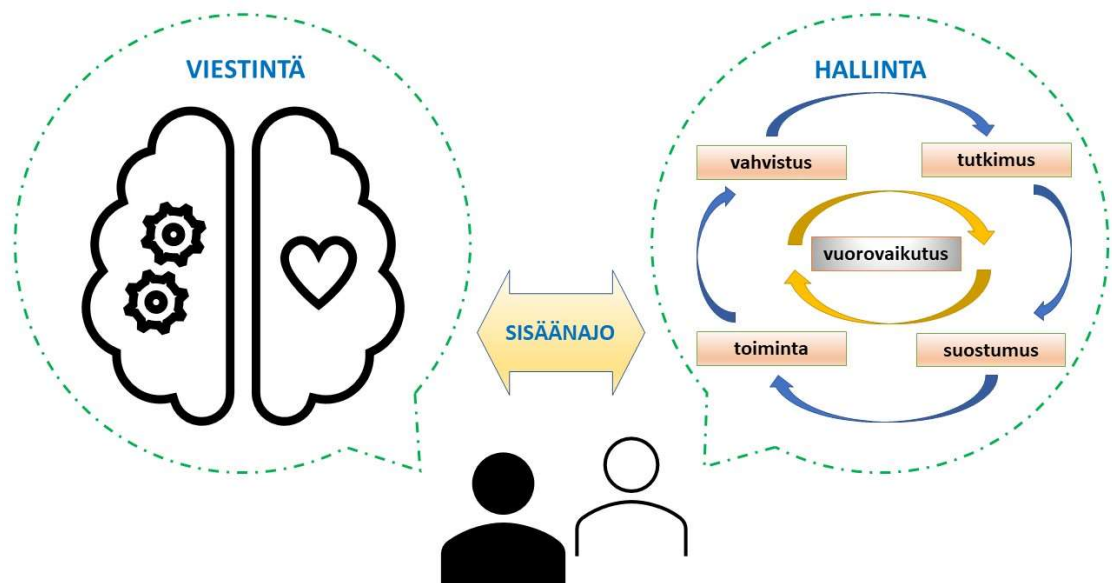 VIESTINTÄ
HALLINTA
vahvistus
tutkimus
vuorovaikutus
SISÄÄNAJO
toiminta
suostumus